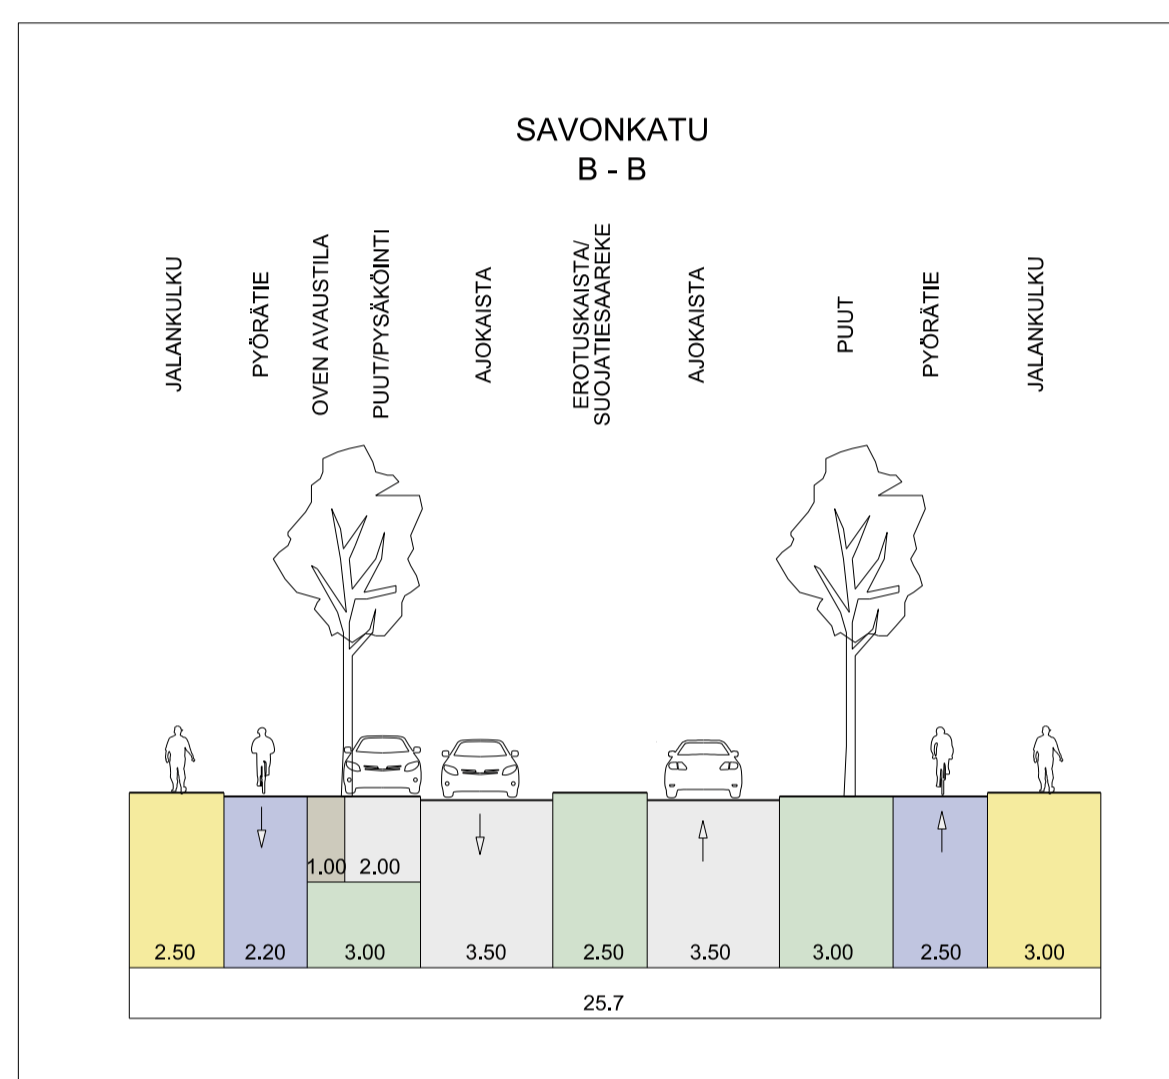 SAVONKATU
B - B
JALANKULKU
PYÖRÄTIE
OVEN AVAUSTILA
PUUT/PYSÄKÖINTI
AJOKAISTA
EROTUSKAISTA/
SUOJATIESAAREKE
AJOKAISTA
PUUT
PYÖRÄTIE
JALANKULKU
1.00
2.00
2.50
2.20
3.00
3.50
2.50
3.50
3.00
2.50
3.00
25.7